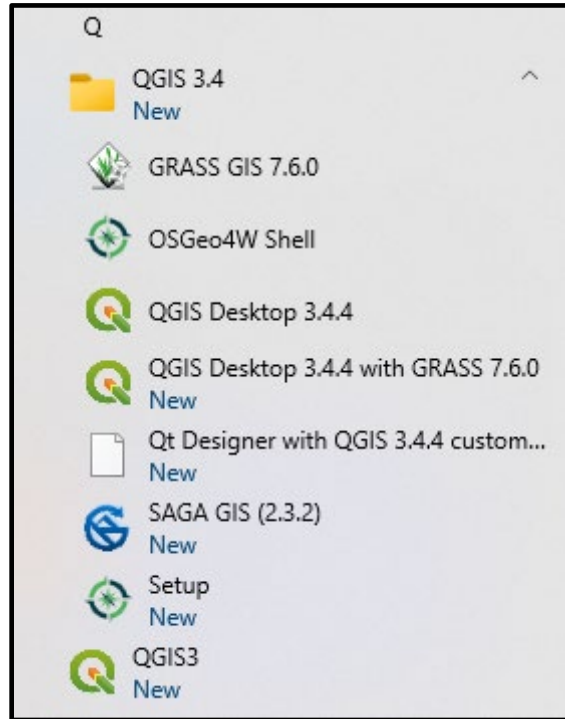 Q
QGIS 3.4
New
GRASS GIS 7.6.0
OSGeo4W Shell
QGIS Desktop 3.4.4
QGIS Desktop 3.4.4 with GRASS 7.6.0
New
Qt Designer with QGIS 3.4.4 custom...
New
SAGA GIS (2.3.2)
New
Setup
New
QGIS3
New